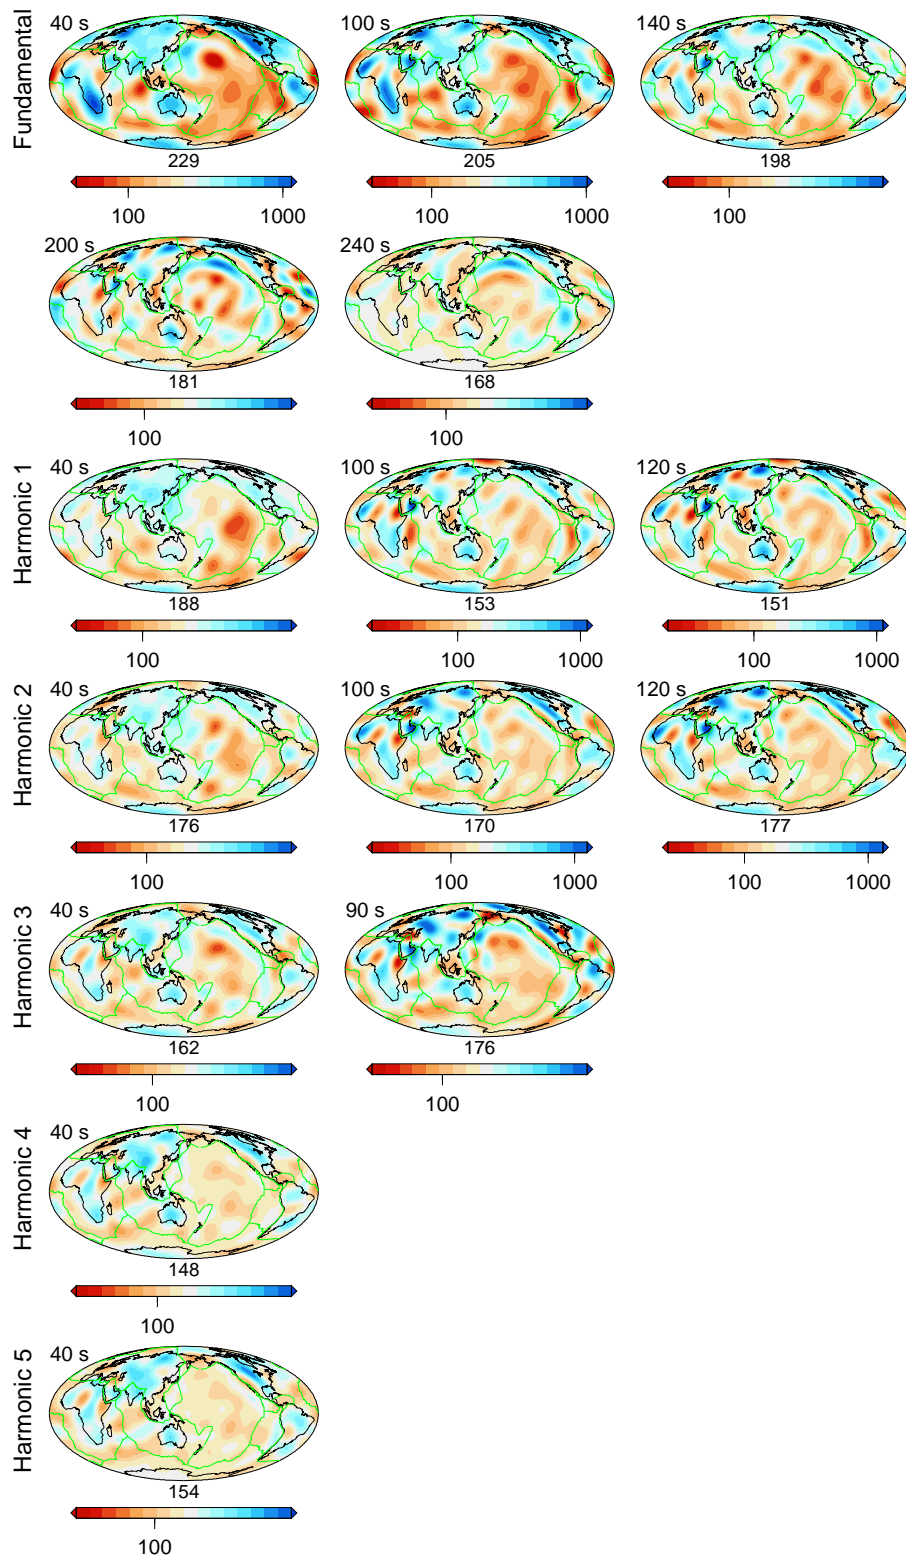 Fundamental
40 s
100 s
140 s
229
205
198
100
1000
100
1000
100
200 s
240 s
181
168
100
100
Harmonic 1
40 s
100 s
120 s
188
153
151
100
100
1000
100
1000
Harmonic 2
40 s
100 s
120 s
176
170
177
100
100
1000
100
1000
Harmonic 3
40 s
90 s
162
176
100
100
Harmonic 4
40 s
148
100
Harmonic 5
40 s
154
100